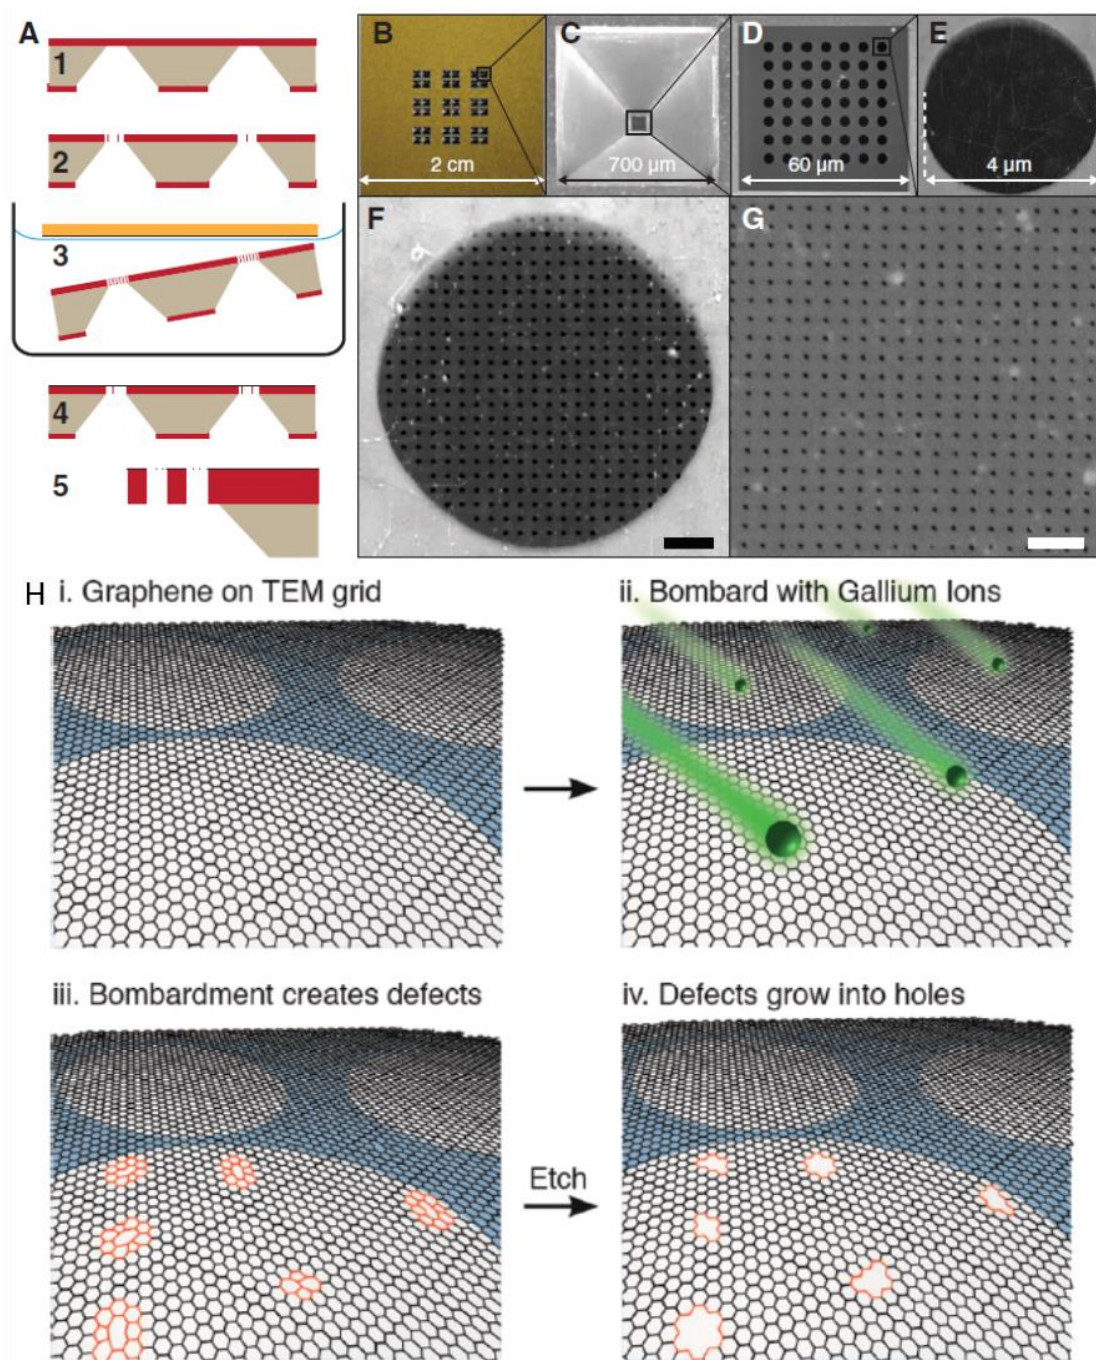 A
1
2
3
4
5
B
2 cm
C
700 µm
D
60 µm
E
4 µm
F
G
H i. Graphene on TEM grid
ii. Bombard with Gallium Ions
iii. Bombardment creates defects
Etch
iv. Defects grow into holes